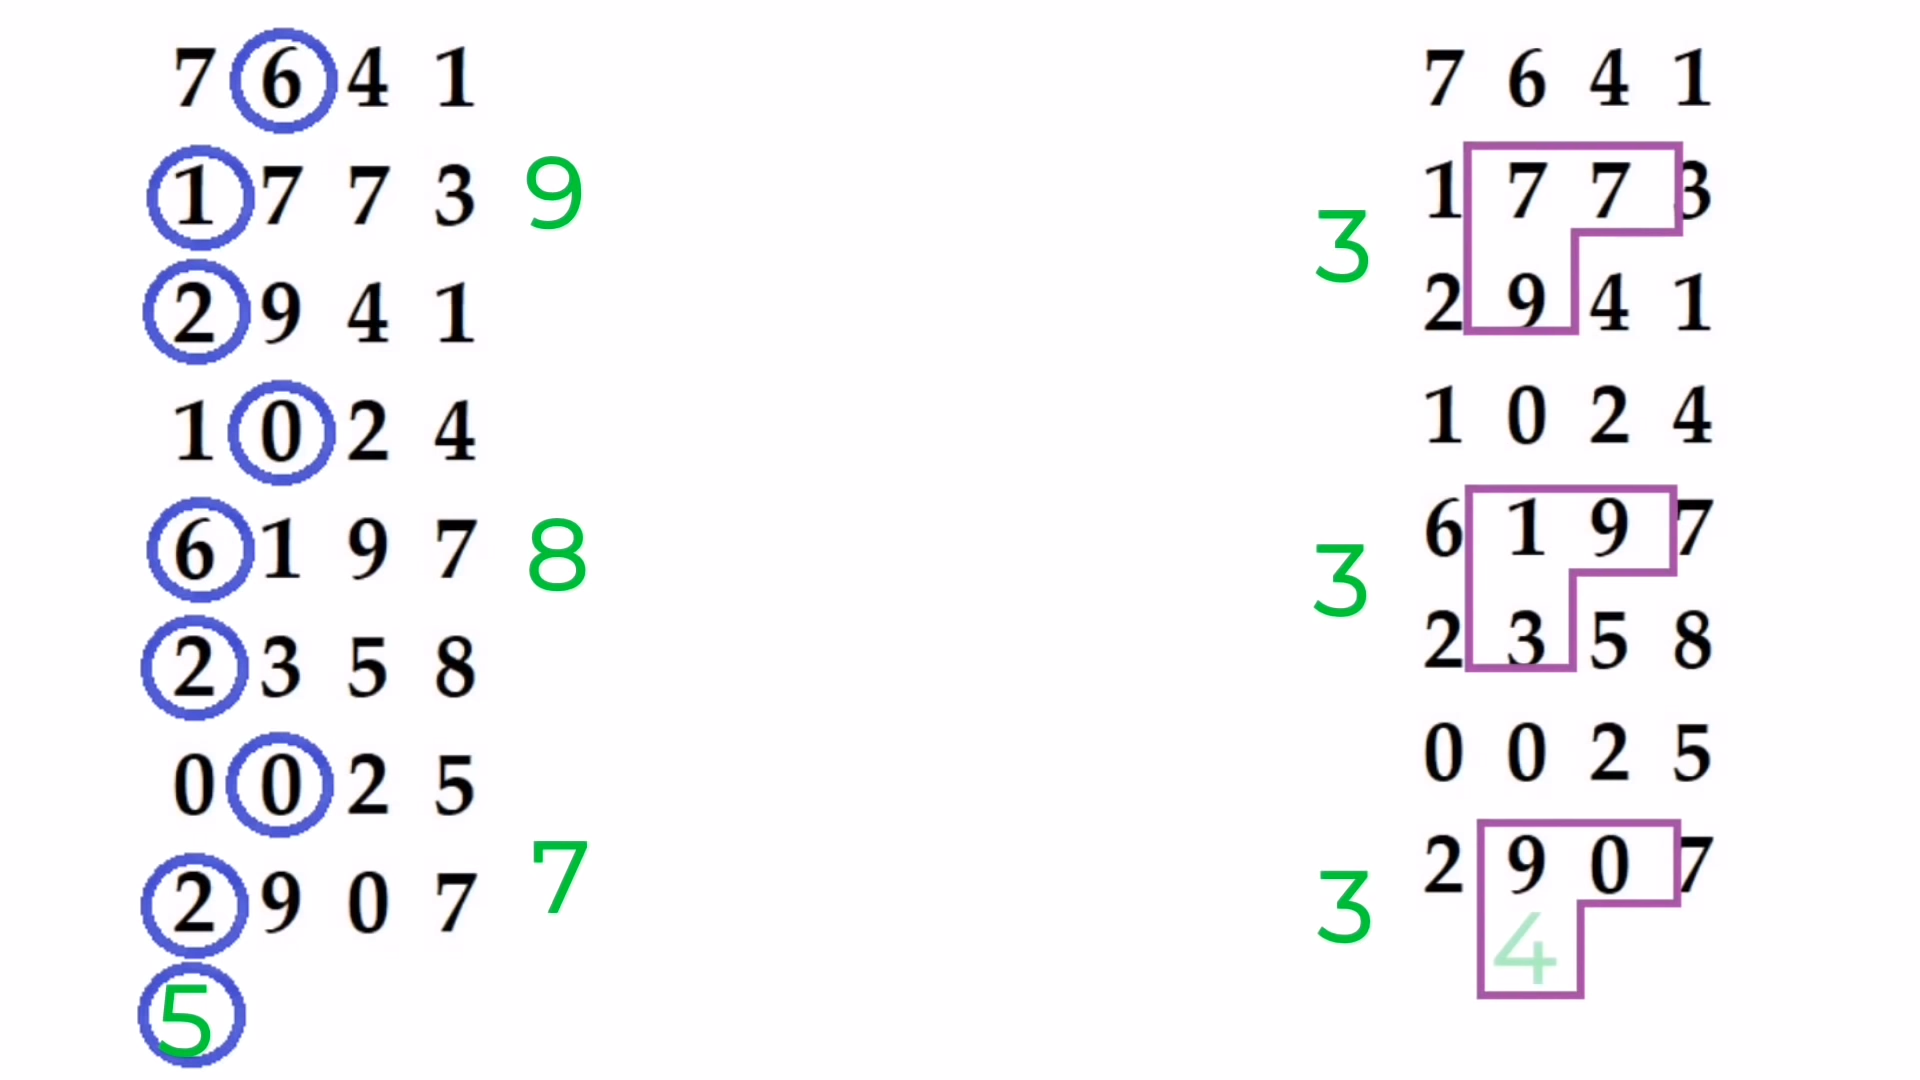 7 6 4 1
1 7 7 3 9
2 9 4 1
1 0 2 4
6 1 9 7 8
2 3 5 8
0 0 2 5
2 9 0 7 7
5
7 6 4 1
1 7 7 3
3
2 9 4 1
1 0 2 4
6 1 9 7
3
2 3 5 8
0 0 2 5
2 9 0 7
3
4